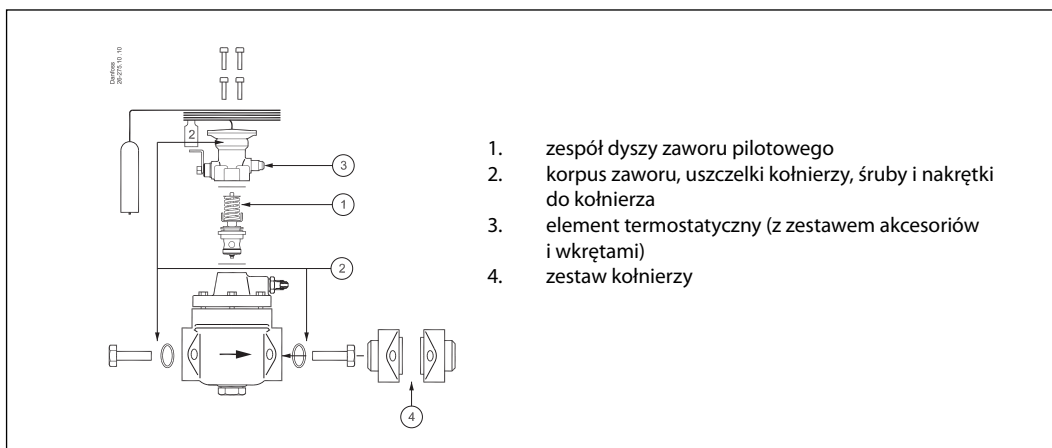 Danfoss
26-275.10 .10
2
3
1
2
4
1. zespół dyszy zaworu pilotowego
2. korpus zaworu, uszczelki kołnierzy, śruby i nakrętki
do kołnierza
3. element termostatyczny (z zestawem akcesoriów
i wkrętami)
4. zestaw kołnierzy